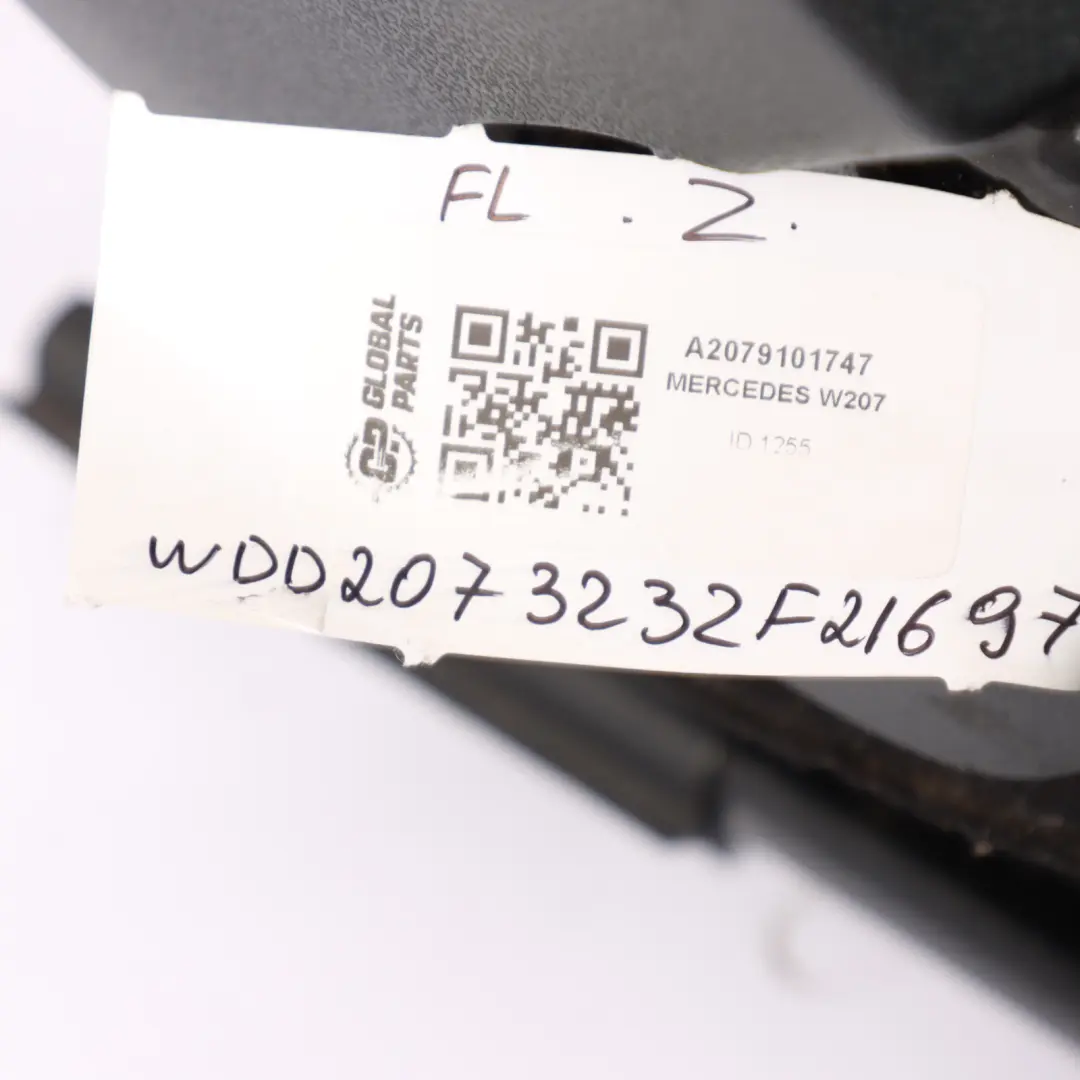 FL . Z.
GLOBAL
PARTS
A2079101747
MERCEDES W207
ID 1255
WDD2073232F21697